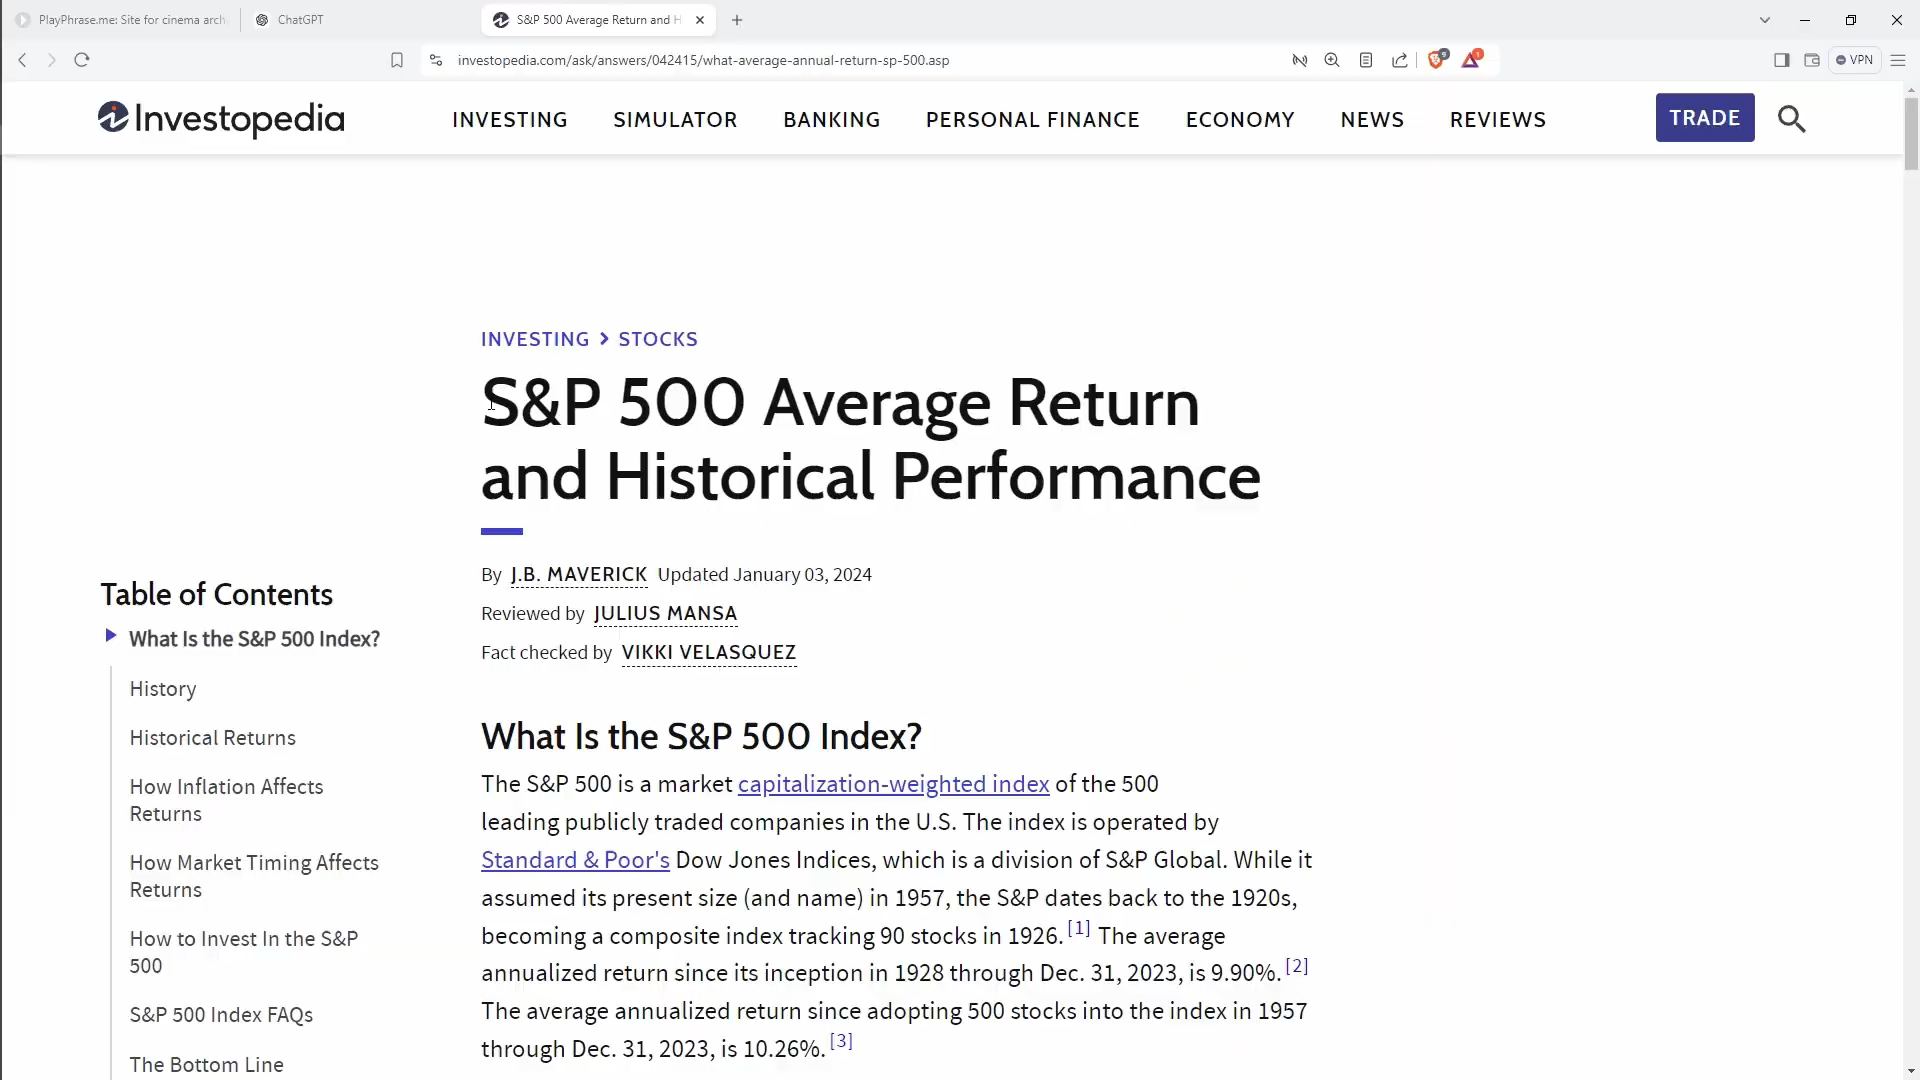 PlayPhrase.me: Site for cinema arch
ChatGPT
S&P 500 Average Return and H
investopedia.com/ask/answers/042415/what-average-annual-return-sp-500.asp
9
1
VPN
Investopedia
INVESTING
SIMULATOR
BANKING
PERSONAL FINANCE
ECONOMY
NEWS
REVIEWS
TRADE
INVESTING > STOCKS
S&P 500 Average Return
and Historical Performance
By J.B. MAVERICK Updated January 03, 2024
Reviewed by JULIUS MANSA
Fact checked by VIKKI VELASQUEZ
Table of Contents
What Is the S&P 500 Index?
History
Historical Returns
How Inflation Affects
Returns
How Market Timing Affects
Returns
How to Invest In the S&P
500
S&P 500 Index FAQs
The Bottom Line
What Is the S&P 500 Index?
The S&P 500 is a market capitalization-weighted index of the 500
leading publicly traded companies in the U.S. The index is operated by
Standard & Poor's Dow Jones Indices, which is a division of S&P Global. While it
assumed its present size (and name) in 1957, the S&P dates back to the 1920s,
becoming a composite index tracking 90 stocks in 1926. [1] The average
annualized return since its inception in 1928 through Dec. 31, 2023, is 9.90%. [2]
The average annualized return since adopting 500 stocks into the index in 1957
through Dec. 31, 2023, is 10.26%. [3]